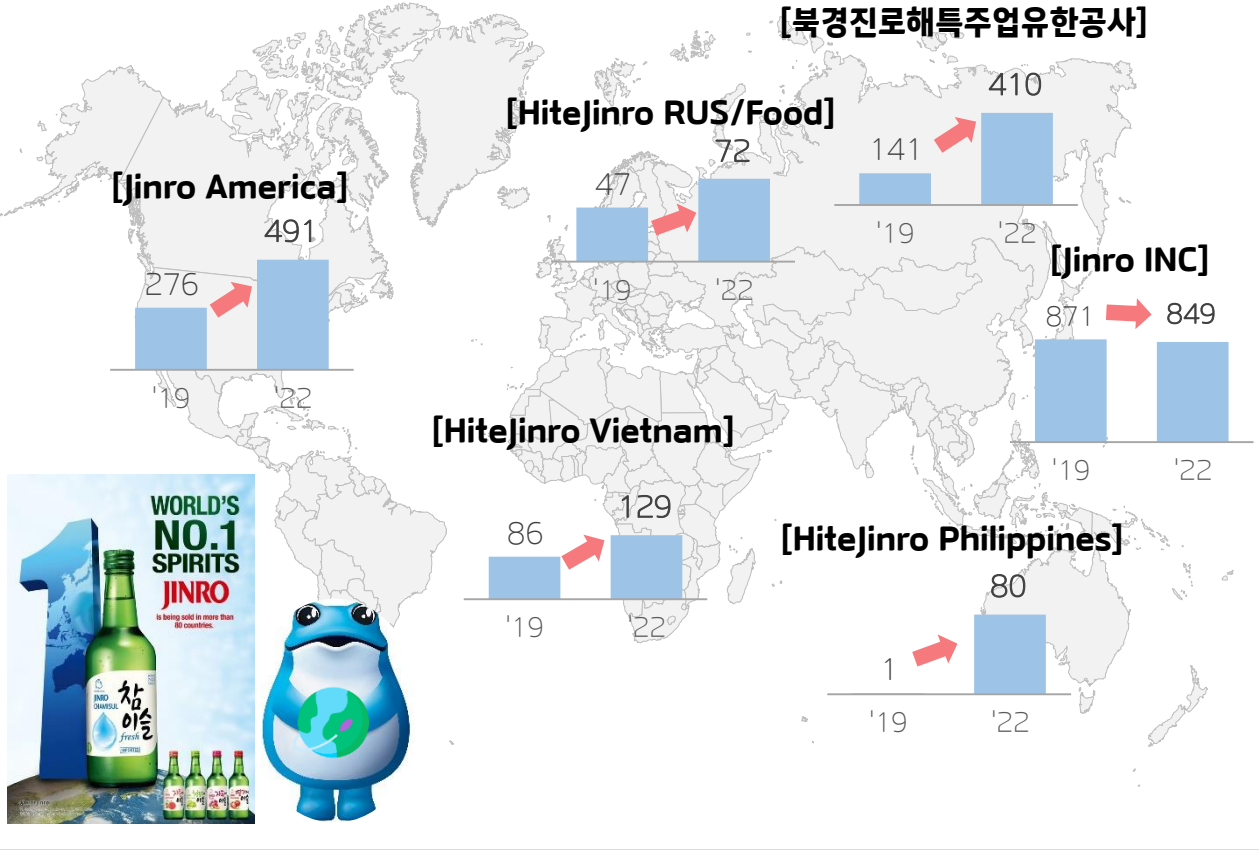 [북경진로해특주업유한공사]
410
141
'19
'22
[HiteJinro RUS/Food]
72
47
'19
'22
[Jinro America]
491
276
'19
'22
[Jinro INC]
871
849
'19
'22
[HiteJinro Vietnam]
129
86
'19
'22
[HiteJinro Philippines]
80
1
'19
'22
WORLD'S
NO.1
SPIRITS
JINRO
is being sold in more than
80 countries.
JINRO
CHAMISUL
참
이슬
fresh